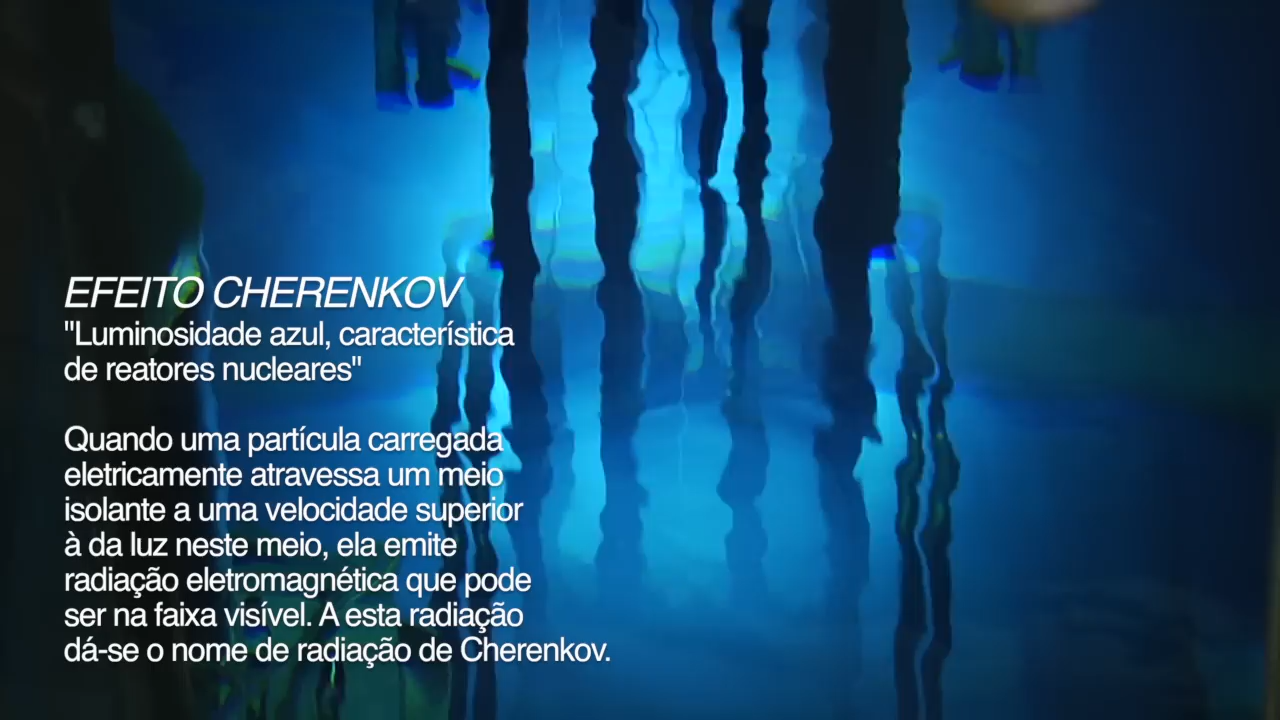 EFEITO CHERENKOV
"Luminosidade azul, característica
de reatores nucleares"
Quando uma partícula carregada
eletricamente atravessa um meio
isolante a uma velocidade superior
à da luz neste meio, ela emite
radiação eletromagnética que pode
ser na faixa visível. A esta radiação
dá-se o nome de radiação de Cherenkov.